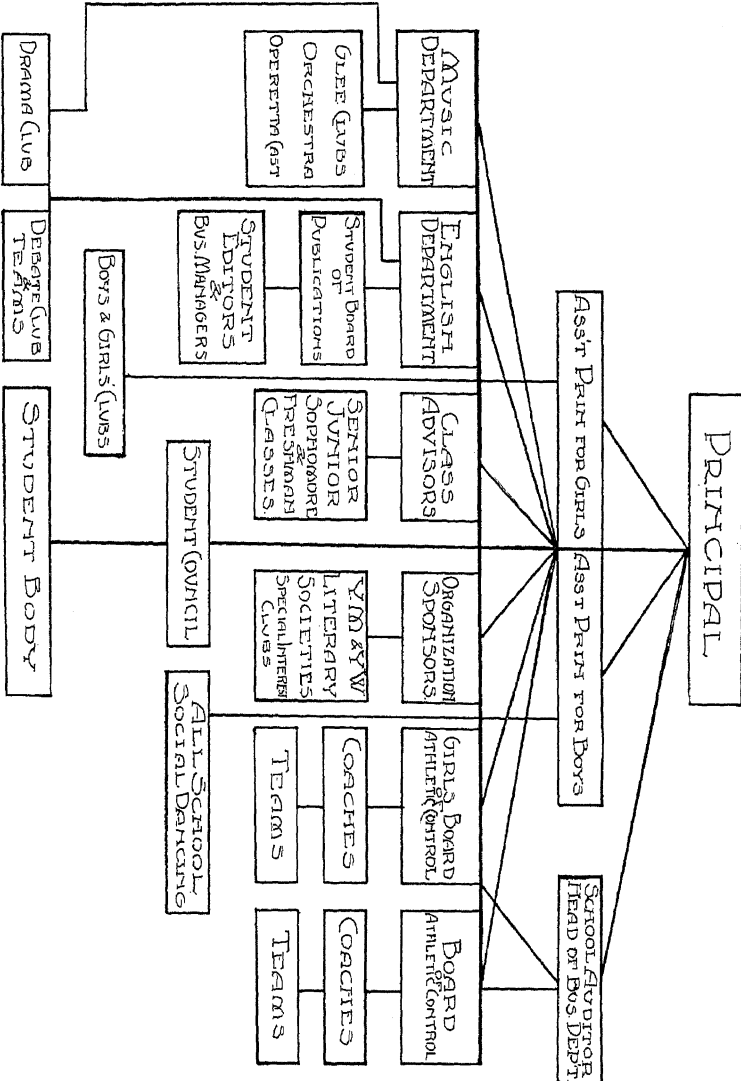 PRINCIPAL
ASS'T PRIN FOR GIRLS
ASST PRIN FOR BOYS
SCHOOL AUDITOR
HEAD OF BUS. DEP'T.
MUSIC
DEPARTMENT
ENGLISH
DEPARTMENT
CLASS
ADVISORS
ORGANIZATION
SPONSORS.
GIRLS BOARD
OF
ATHLETIC CONTROL
BOARD
OF
ATHLETIC CONTROL
GLEE CLUBS
ORCHESTRA
OPERETTA CAST
STUDENT BOARD
OF
PUBLICATIONS
STUDENT
EDITORS
&
BUS. MANAGERS
SENIOR
JUNIOR
SOPHOMORE
&
FRESHMAN
CLASSES.
Y.M & Y.W
LITERARY
SOCIETIES
SPECIAL INTEREST
CLUBS
COACHES
TEAMS
COACHES
TEAMS
STUDENT COUNCIL
ALL SCHOOL
SOCIAL DANCING
BOYS & GIRLS' CLUBS
DRAMA CLUB
DEBATE CLUB
&
TEAMS
STUDENT BODY